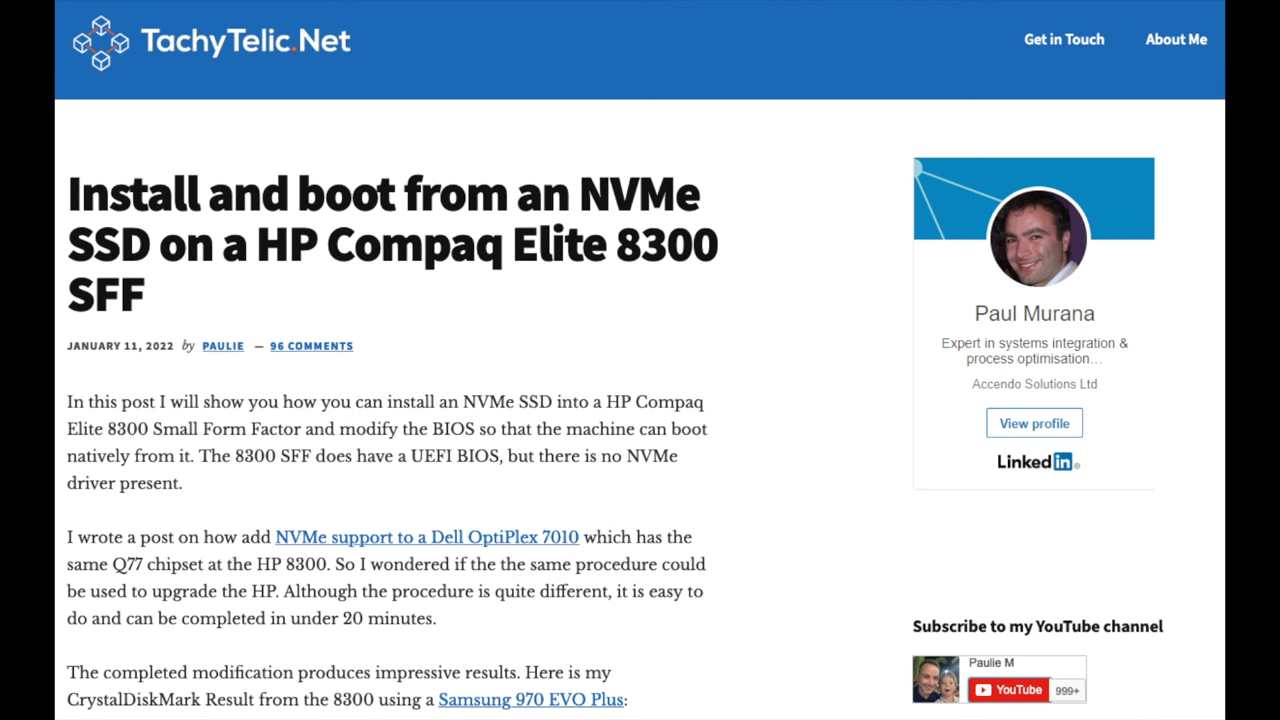 TachyTelic.Net
Get in Touch
About Me
Install and boot from an NVMe
SSD on a HP Compaq Elite 8300
SFF
JANUARY 11, 2022 by PAULIE — 96 COMMENTS
In this post I will show you how you can install an NVMe SSD into a HP Compaq
Elite 8300 Small Form Factor and modify the BIOS so that the machine can boot
natively from it. The 8300 SFF does have a UEFI BIOS, but there is no NVMe
driver present.
I wrote a post on how add NVMe support to a Dell OptiPlex 7010 which has the
same Q77 chipset at the HP 8300. So I wondered if the the same procedure could
be used to upgrade the HP. Although the procedure is quite different, it is easy to
do and can be completed in under 20 minutes.
The completed modification produces impressive results. Here is my
CrystalDiskMark Result from the 8300 using a Samsung 970 EVO Plus:
Paul Murana
Expert in systems integration &
process optimisation...
Accendo Solutions Ltd
View profile
Linked in
Subscribe to my YouTube channel
Paulie M
YouTube 999+